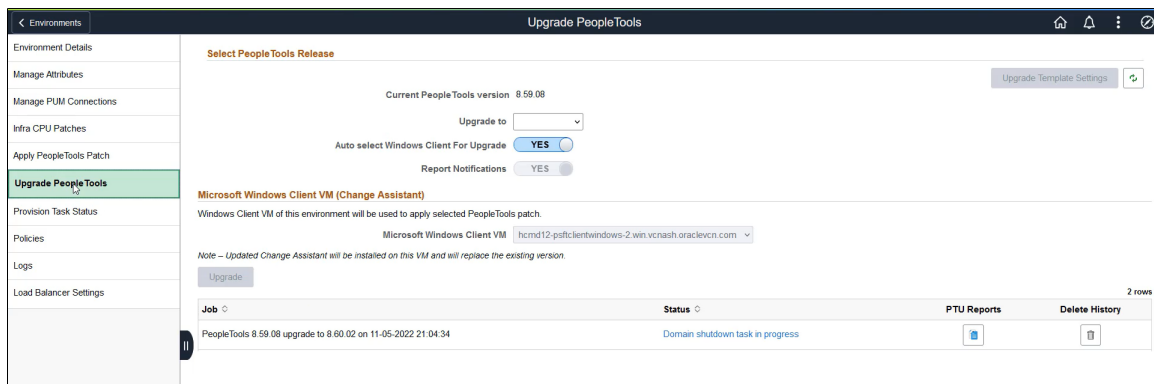 Environments
Upgrade PeopleTools
Environment Details
Manage Attributes
Manage PUM Connections
Infra CPU Patches
Apply PeopleTools Patch
Upgrade PeopleTools
Provision Task Status
Policies
Logs
Load Balancer Settings
Select PeopleTools Release
Upgrade Template Settings
Current PeopleTools version 8.59.08
Upgrade to
Auto select Windows Client For Upgrade YES
Report Notifications YES
Microsoft Windows Client VM (Change Assistant)
Windows Client VM of this environment will be used to apply selected PeopleTools patch.
Microsoft Windows Client VM hcmd12-psftclientwindows-2.win.vcnash.oraclevcn.com
Note – Updated Change Assistant will be installed on this VM and will replace the existing version.
Upgrade
2 rows
Job Status PTU Reports Delete History
PeopleTools 8.59.08 upgrade to 8.60.02 on 11-05-2022 21:04:34 Domain shutdown task in progress